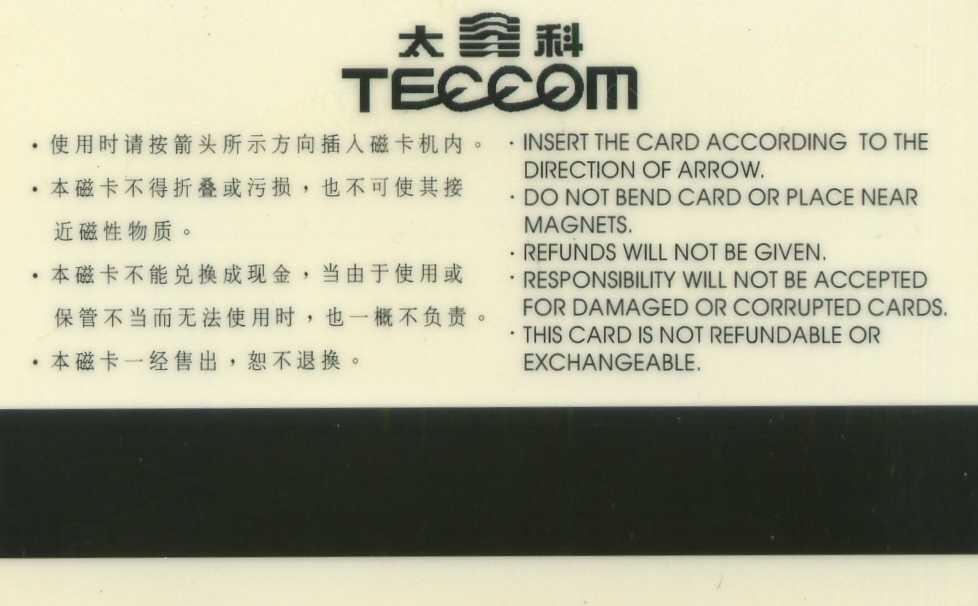 太 科
TECCOM
· 使用时请按箭头所示方向插入磁卡机内。
· 本磁卡不得折叠或污损，也不可使其接
近磁性物质。
· 本磁卡不能兑换成现金，当由于使用或
保管不当而无法使用时，也一概不负责。
· 本磁卡一经售出，恕不退换。
· INSERT THE CARD ACCORDING TO THE
DIRECTION OF ARROW.
· DO NOT BEND CARD OR PLACE NEAR
MAGNETS.
· REFUNDS WILL NOT BE GIVEN.
· RESPONSIBILITY WILL NOT BE ACCEPTED
FOR DAMAGED OR CORRUPTED CARDS.
· THIS CARD IS NOT REFUNDABLE OR
EXCHANGEABLE.